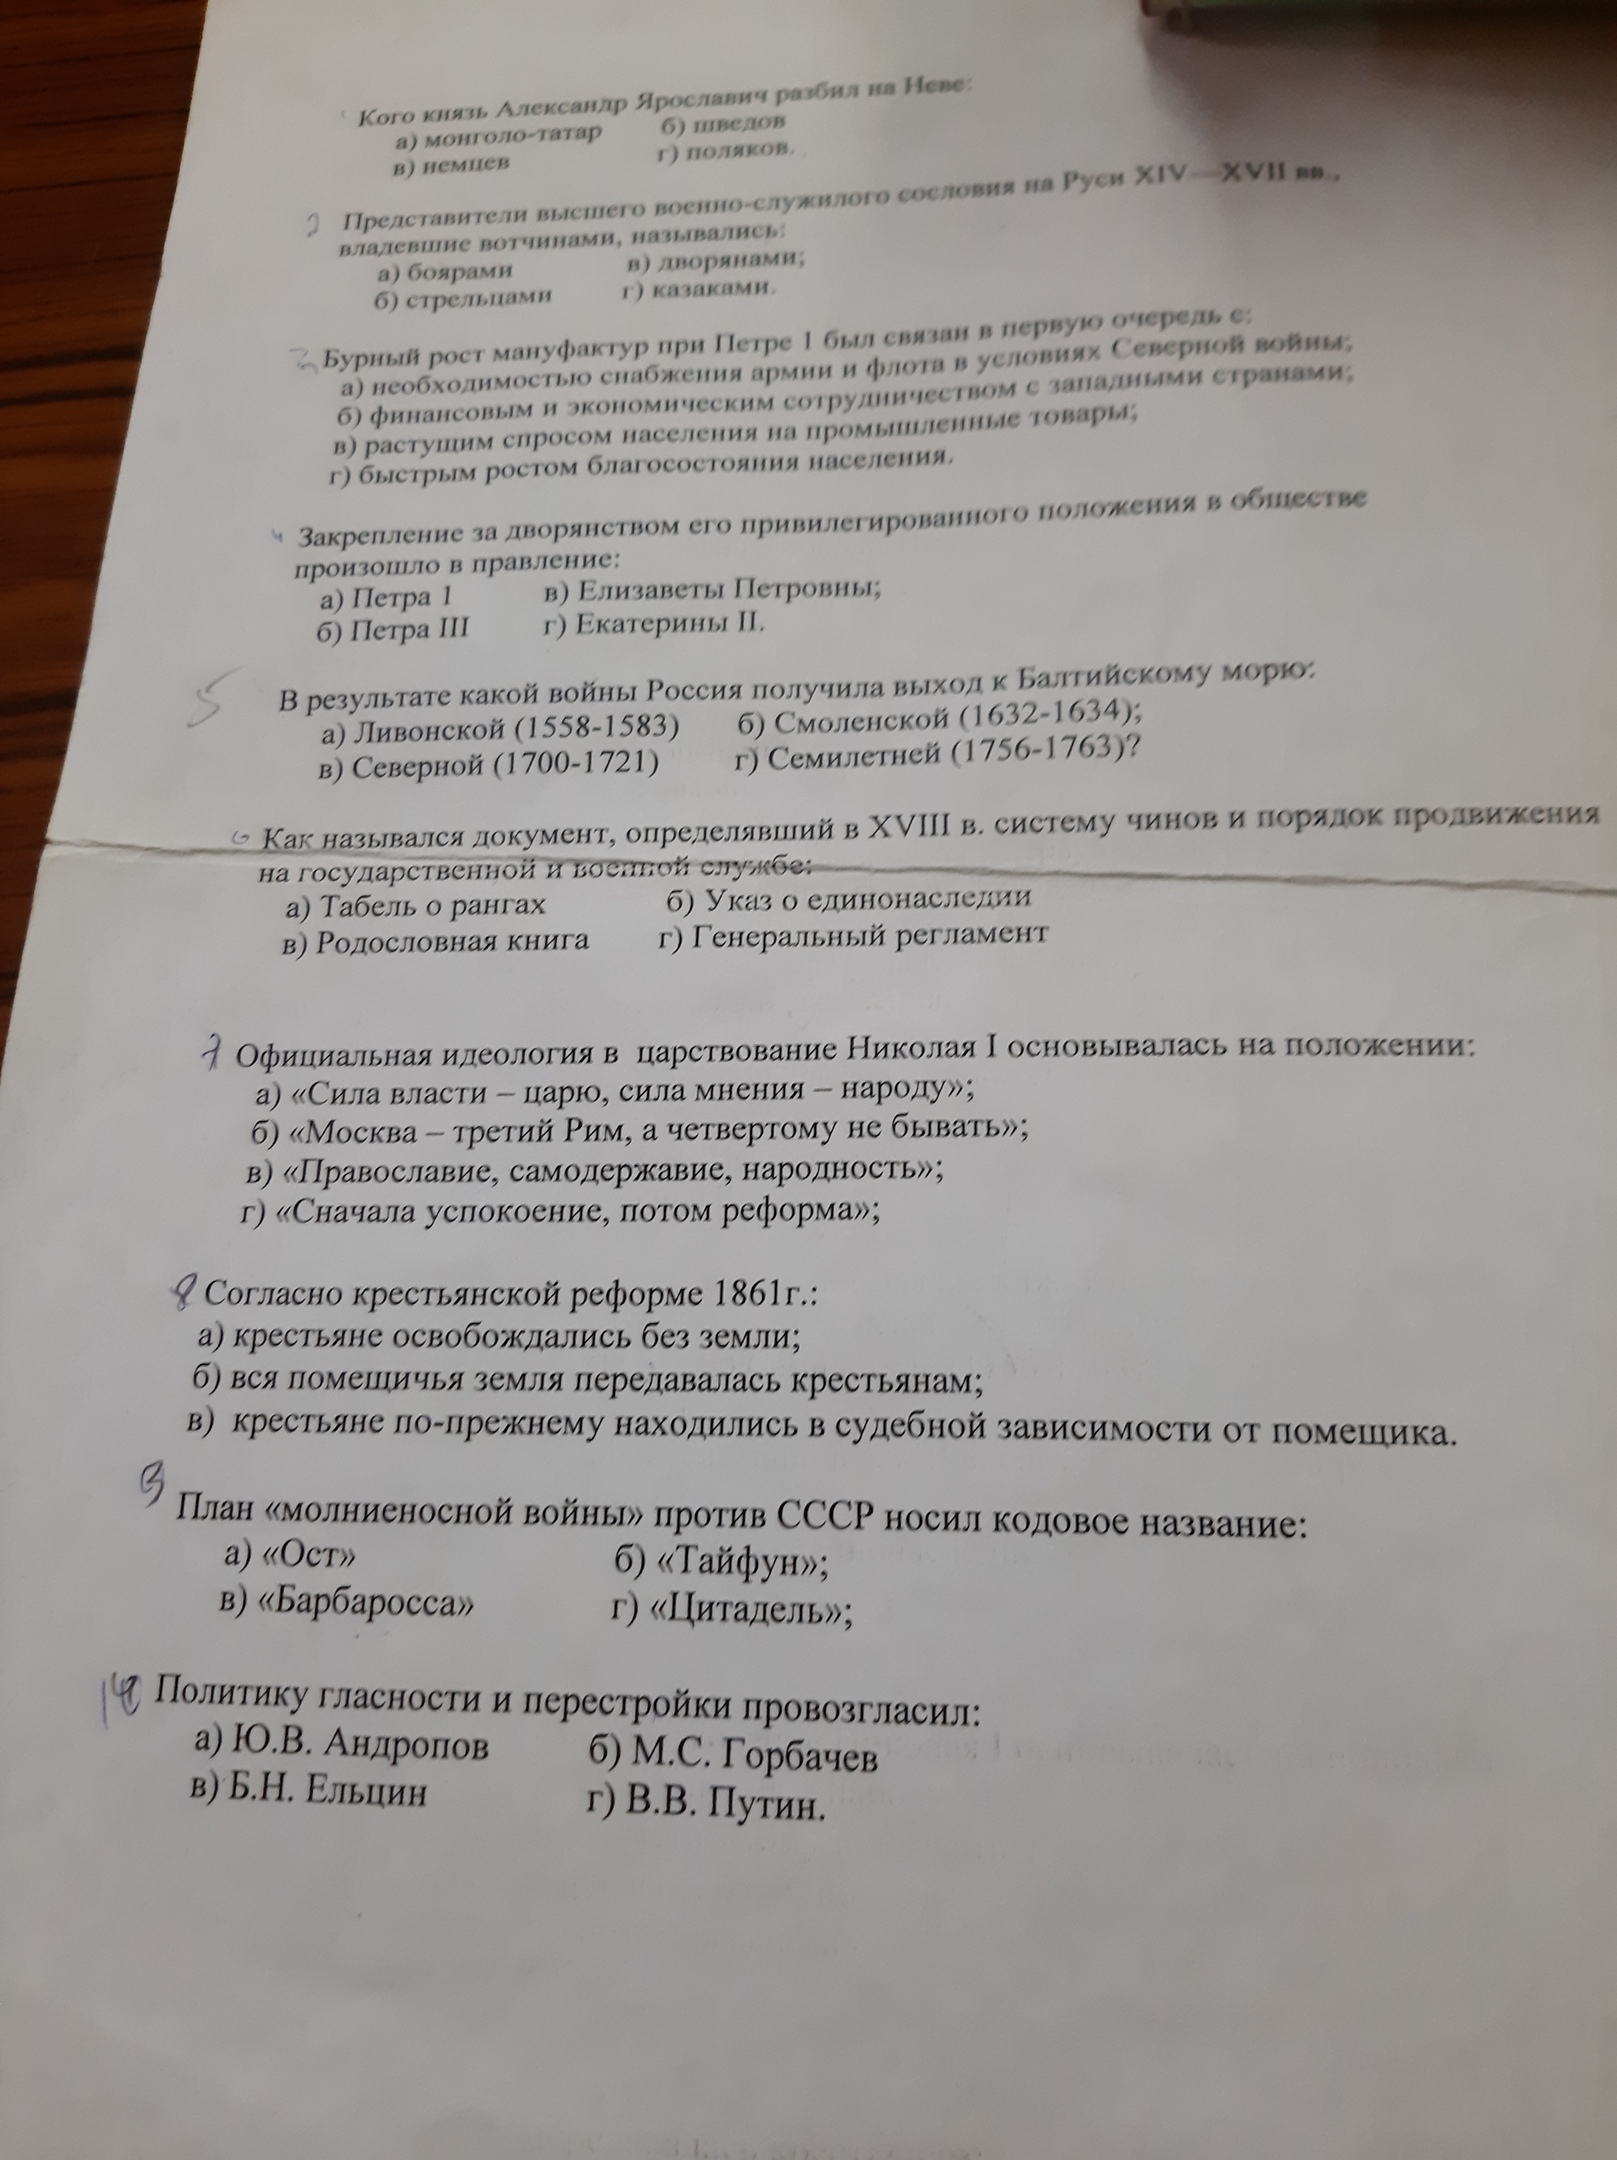 Кого князь Александр Ярославич разбил на Неве:
а) монголо-татар б) шведов
в) немцев г) поляков.
2 Представители высшего военно-служилого сословия на Руси XIV—XVII вв.,
владевшие вотчинами, назывались:
а) боярами в) дворянами;
б) стрельцами г) казаками.
3 Бурный рост мануфактур при Петре 1 был связан в первую очередь с:
а) необходимостью снабжения армии и флота в условиях Северной войны;
б) финансовым и экономическим сотрудничеством с западными странами;
в) растущим спросом населения на промышленные товары;
г) быстрым ростом благосостояния населения.
4 Закрепление за дворянством его привилегированного положения в обществе
произошло в правление:
а) Петра 1 в) Елизаветы Петровны;
б) Петра III г) Екатерины II.
5 В результате какой войны Россия получила выход к Балтийскому морю:
а) Ливонской (1558-1583) б) Смоленской (1632-1634);
в) Северной (1700-1721) г) Семилетней (1756-1763)?
6 Как назывался документ, определявший в XVIII в. систему чинов и порядок продвижения
на государственной и военной службе:
а) Табель о рангах б) Указ о единонаследии
в) Родословная книга г) Генеральный регламент
7 Официальная идеология в царствование Николая I основывалась на положении:
а) «Сила власти – царю, сила мнения – народу»;
б) «Москва – третий Рим, а четвертому не бывать»;
в) «Православие, самодержавие, народность»;
г) «Сначала успокоение, потом реформа»;
8 Согласно крестьянской реформе 1861г.:
а) крестьяне освобождались без земли;
б) вся помещичья земля передавалась крестьянам;
в) крестьяне по-прежнему находились в судебной зависимости от помещика.
9 План «молниеносной войны» против СССР носил кодовое название:
а) «Ост» б) «Тайфун»;
в) «Барбаросса» г) «Цитадель»;
10 Политику гласности и перестройки провозгласил:
а) Ю.В. Андропов б) М.С. Горбачев
в) Б.Н. Ельцин г) В.В. Путин.